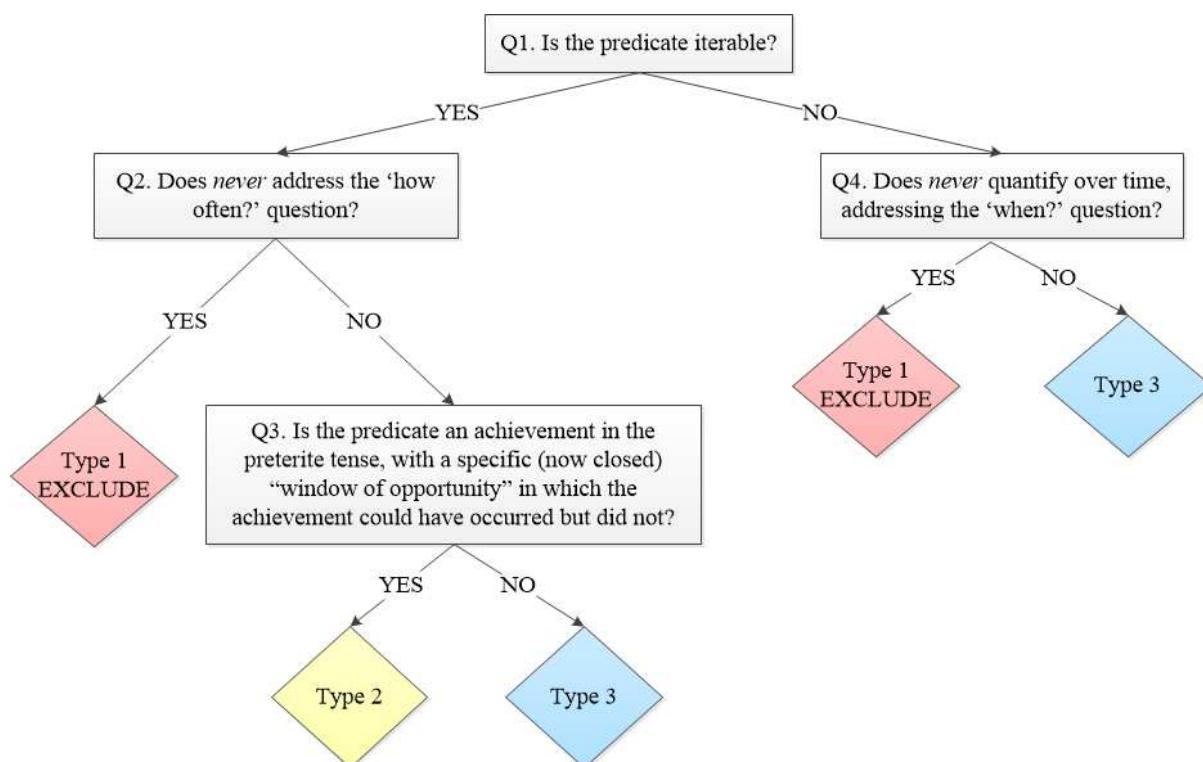 Q1. Is the predicate iterable?
YES
NO
Q2. Does never address the ‘how
often?’ question?
Q4. Does never quantify over time,
addressing the ‘when?’ question?
YES
NO
YES
NO
Type 1
EXCLUDE
Q3. Is the predicate an achievement in the
preterite tense, with a specific (now closed)
“window of opportunity” in which the
achievement could have occurred but did not?
Type 1
EXCLUDE
Type 3
YES
NO
Type 2
Type 3